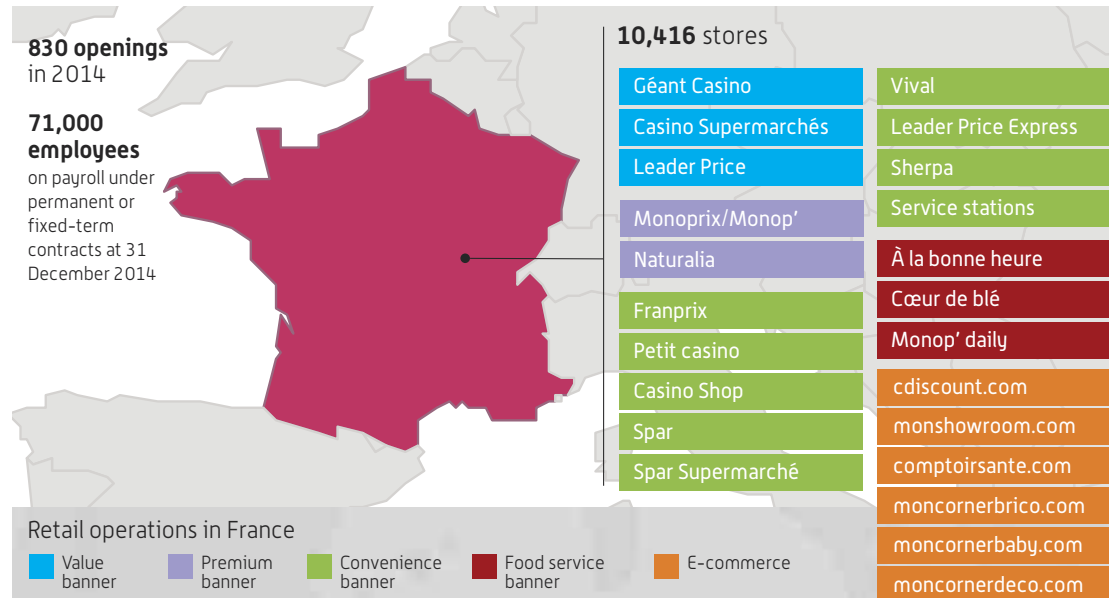 830 openings
in 2014
71,000
employees
on payroll under
permanent or
fixed-term
contracts at 31
December 2014
10,416 stores
Géant Casino
Casino Supermarchés
Leader Price
Monoprix/Monop'
Naturalia
Franprix
Petit casino
Casino Shop
Spar
Spar Supermarché
Vival
Leader Price Express
Sherpa
Service stations
À la bonne heure
Cœur de blé
Monop' daily
cdiscount.com
monshowroom.com
comptoirsante.com
moncornerbrico.com
moncornerbaby.com
moncornerdeco.com
Retail operations in France
Value
banner
Premium
banner
Convenience
banner
Food service
banner
E-commerce